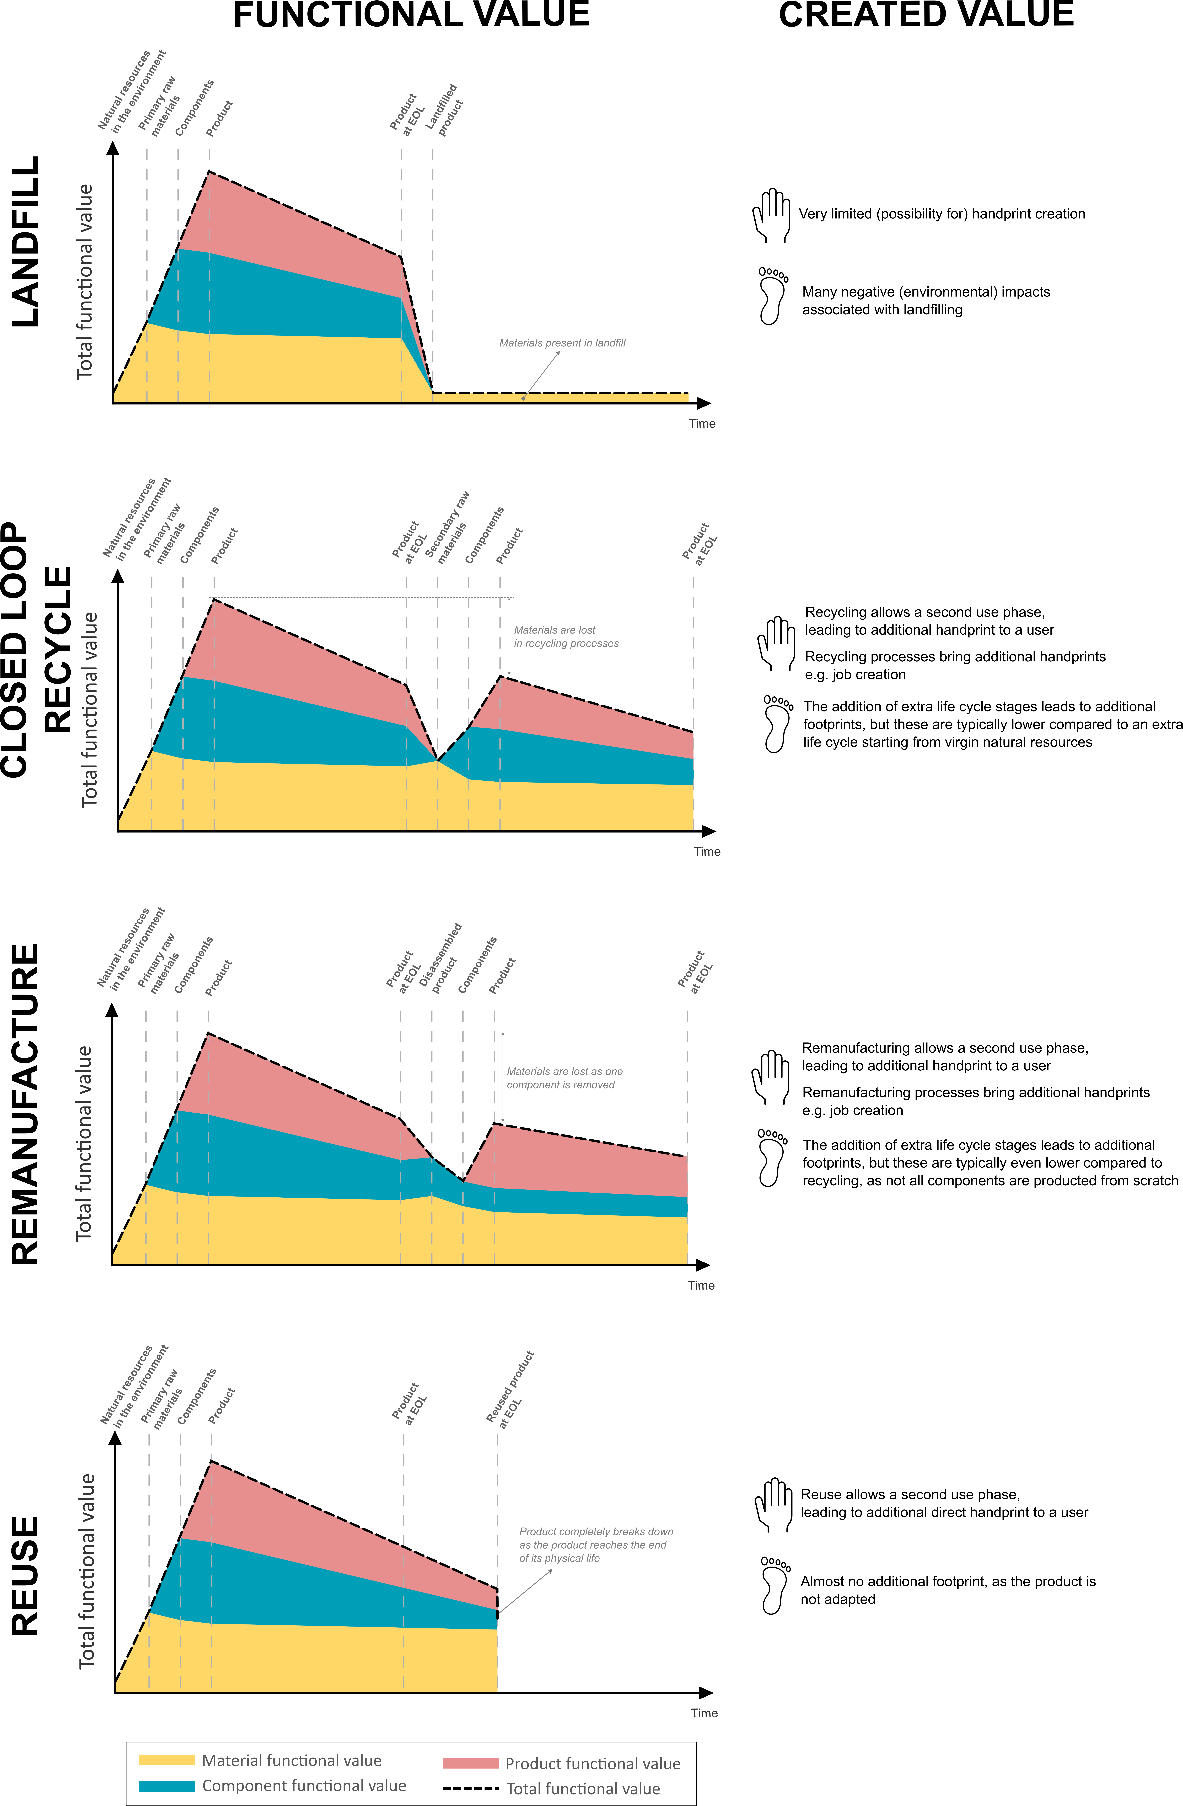 FUNCTIONAL VALUE
CREATED VALUE
LANDFILL
Natural resources
in the environment
Primary raw
materials
Components
Product
Product
at EOL
Landfilled
product
Total functional value
Materials present in landfill
Time
Very limited (possibility for) handprint creation
Many negative (environmental) impacts
associated with landfilling
CLOSED LOOP
RECYCLE
Natural resources
in the environment
Primary raw
materials
Components
Product
Product
at EOL
Secondary raw
materials
Components
Product
Product
at EOL
Total functional value
Materials are lost
in recycling processes
Time
Recycling allows a second use phase,
leading to additional handprint to a user
Recycling processes bring additional handprints
e.g. job creation
The addition of extra life cycle stages leads to additional
footprints, but these are typically lower compared to an extra
life cycle starting from virgin natural resources
REMANUFACTURE
Natural resources
in the environment
Primary raw
materials
Components
Product
Product
at EOL
Disassembled
product
Components
Product
Product
at EOL
Total functional value
Materials are lost as one
component is removed
Time
Remanufacturing allows a second use phase,
leading to additional handprint to a user
Remanufacturing processes bring additional handprints
e.g. job creation
The addition of extra life cycle stages leads to additional
footprints, but these are typically even lower compared to
recycling, as not all components are producted from scratch
REUSE
Natural resources
in the environment
Primary raw
materials
Components
Product
Product
at EOL
Reused product
at EOL
Total functional value
Product completely breaks down
as the product reaches the end
of its physical life
Time
Reuse allows a second use phase,
leading to additional direct handprint to a user
Almost no additional footprint, as the product is
not adapted
Material functional value
Product functional value
Component functional value
Total functional value